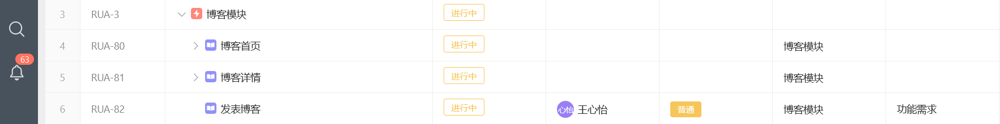 3 RUA-3 博客模块 进行中
4 RUA-80 博客首页 进行中 博客模块
63
5 RUA-81 博客详情 进行中 博客模块
6 RUA-82 发表博客 进行中 心怡 王心怡 普通 博客模块 功能需求